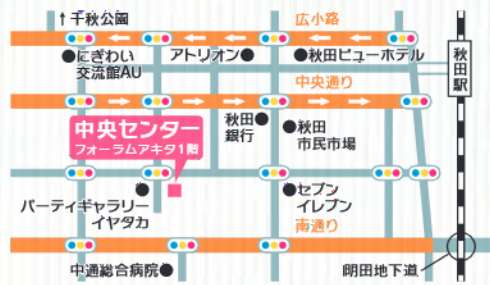 ↑千秋公園
広小路
●にぎわい
交流館AU
アトリオン●
●秋田ビューホテル
秋田駅
中央通り
秋田
銀行
●秋田
市民市場
中央センター
フォーラムアキタ1階
パーティギャラリー
イヤタカ
●セブン
イレブン
南通り
中通総合病院●
明田地下道